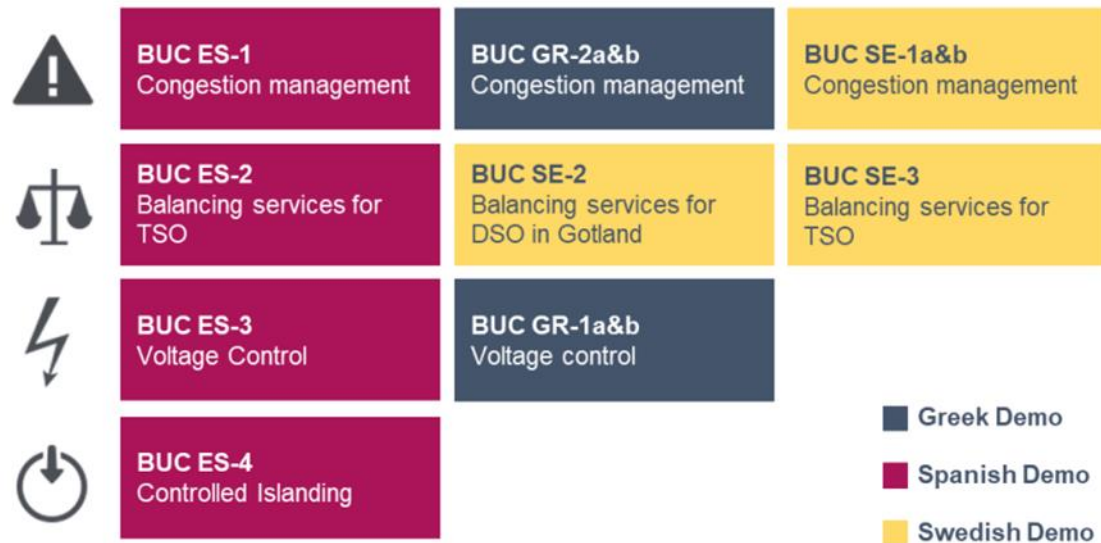 BUC ES-1
Congestion management
BUC GR-2a&b
Congestion management
BUC SE-1a&b
Congestion management
BUC ES-2
Balancing services for
TSO
BUC SE-2
Balancing services for
DSO in Gotland
BUC SE-3
Balancing services for
TSO
BUC ES-3
Voltage Control
BUC GR-1a&b
Voltage control
BUC ES-4
Controlled Islanding
Greek Demo
Spanish Demo
Swedish Demo